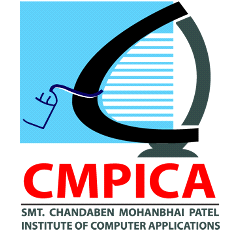 CMPICA
SMT. CHANDABEN MOHANBHAI PATEL
INSTITUTE OF COMPUTER APPLICATIONS